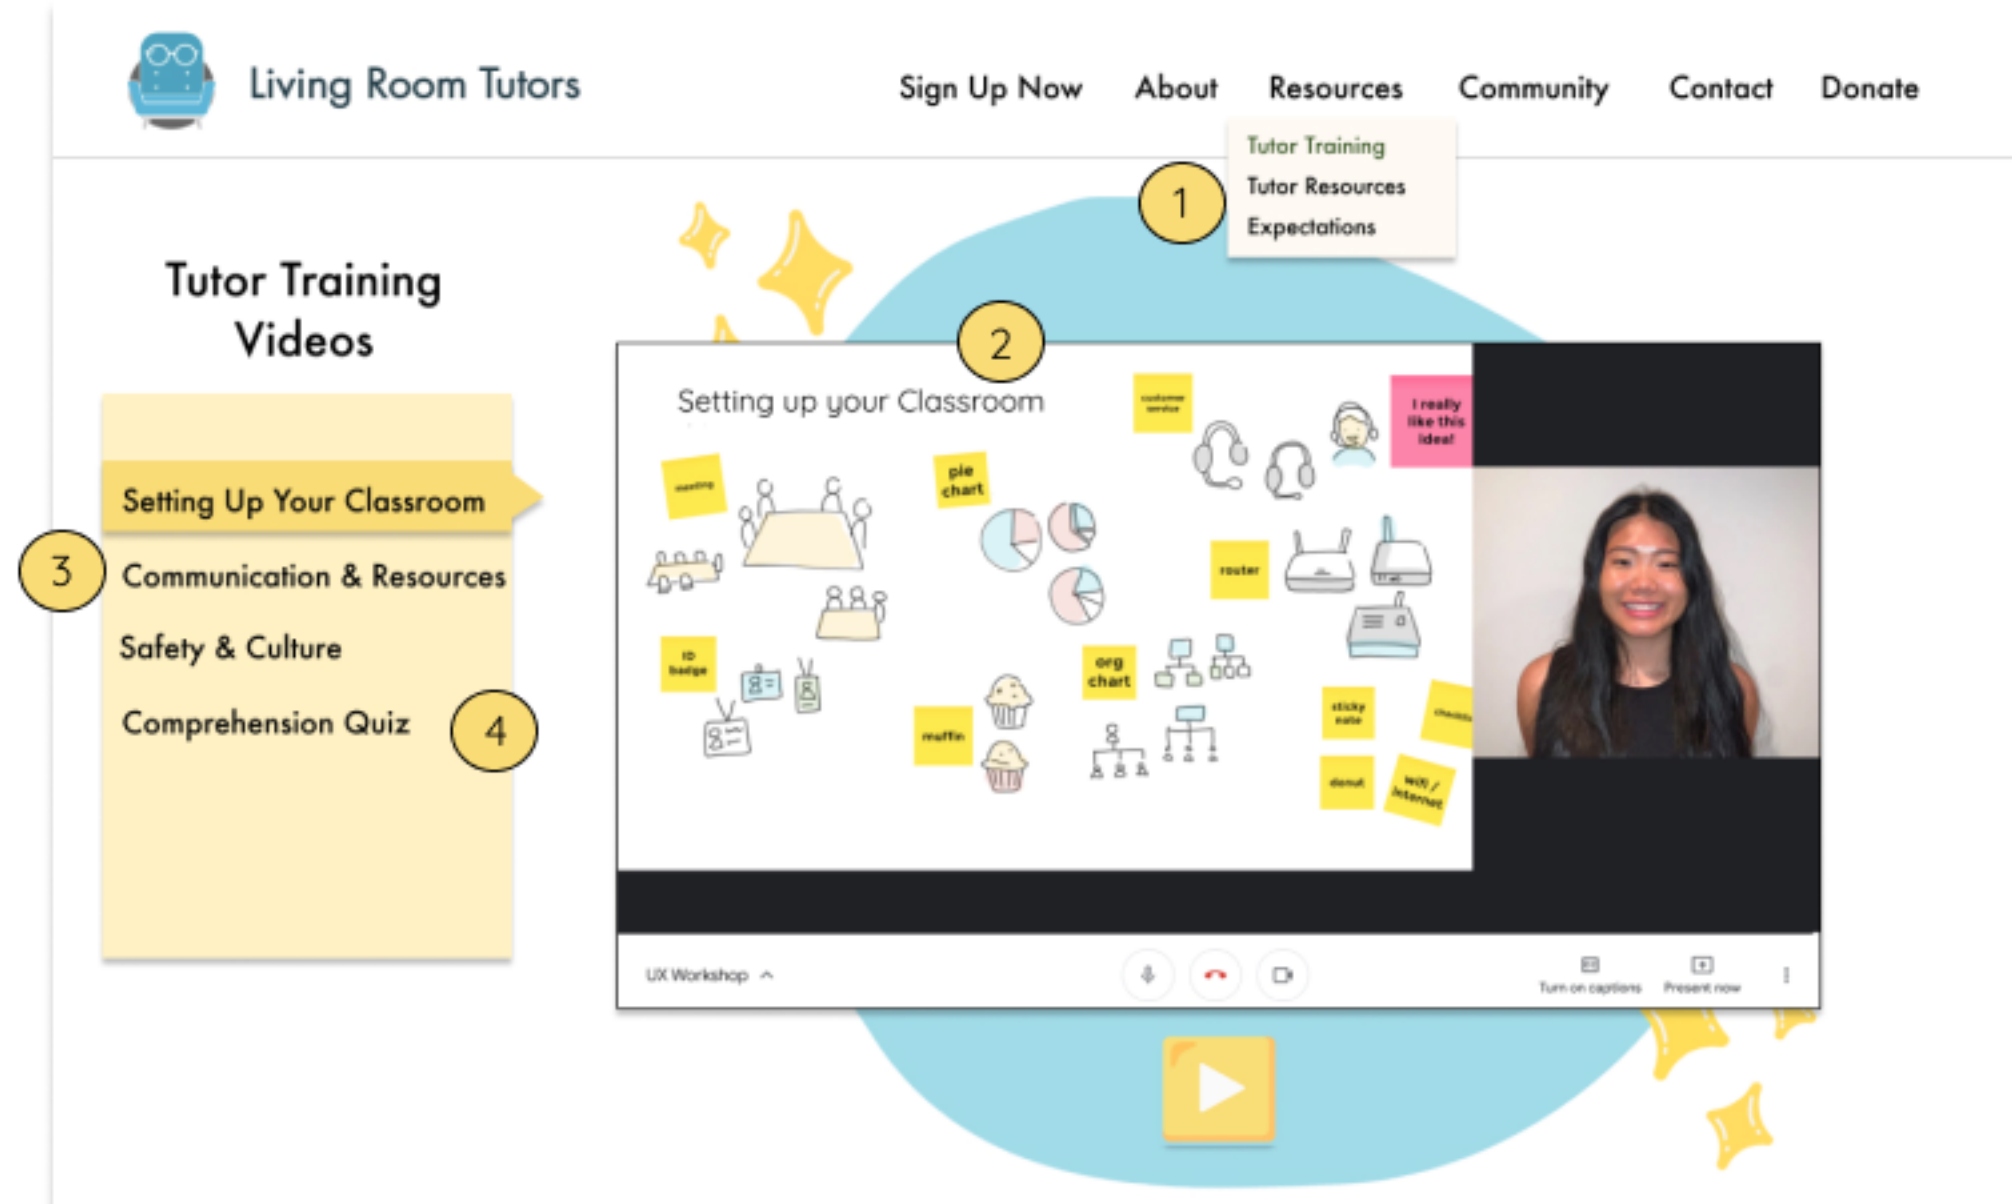 Living Room Tutors
Sign Up Now
About
Resources
Community
Contact
Donate
Tutor Training
Tutor Resources
Expectations
1
Tutor Training
Videos
2
Setting up your Classroom
customer
service
I really
like this
idea!
meeting
pie
chart
Setting Up Your Classroom
3
Communication & Resources
router
Safety & Culture
ID
badge
org
chart
Comprehension Quiz
4
muffin
sticky
note
donut
wifi /
internet
UX Workshop
Turn on captions
Present now